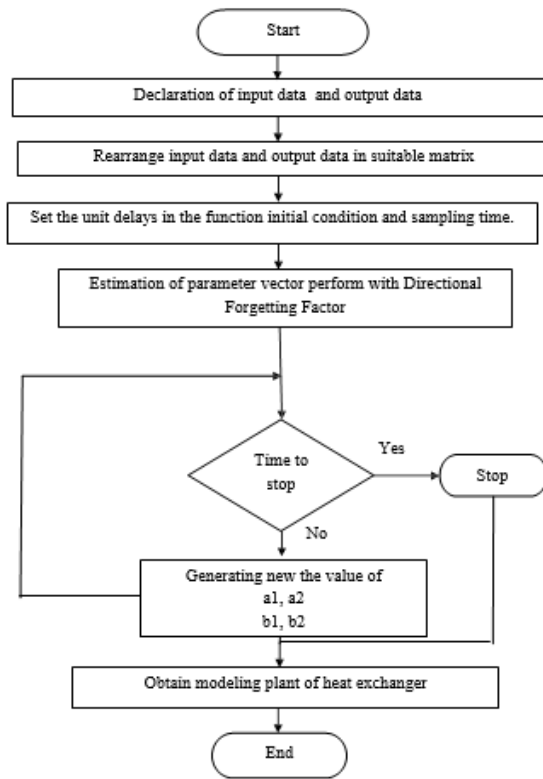 Start
Declaration of input data and output data
Rearrange input data and output data in suitable matrix
Set the unit delays in the function initial condition and sampling time.
Estimation of parameter vector perform with Directional
Forgetting Factor
Time to
stop
Yes
Stop
No
Generating new the value of
a1, a2
b1, b2
Obtain modeling plant of heat exchanger
End